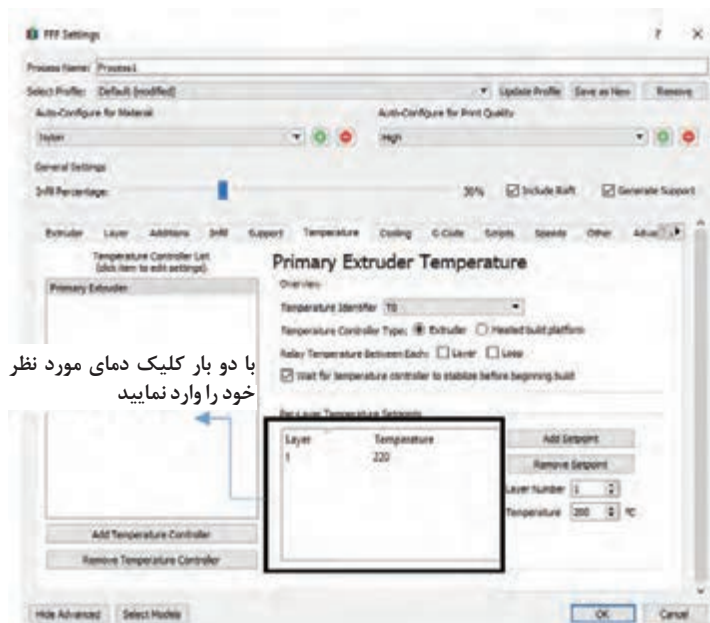 FFF Settings
? ×
Process Name: Process1
Select Profile: Default (modified) Update Profile Save as New Remove
Auto-Configure for Material Auto-Configure for Print Quality
Nylon High
General Settings
Infill Percentage: 30% Include Raft Generate Support
Extruder Layer Additions Infill Support Temperature Cooling G-Code Scripts Speeds Other
Temperature Controller List
(click item to edit settings)
Primary Extruder
Primary Extruder Temperature
Overview
Temperature Identifier T0
Temperature Controller Type: Extruder Heated build platform
Relay Temperature Between Each: Layer Loop
Wait for temperature controller to stabilize before beginning build
با دو بار کلیک دمای مورد نظر
خود را وارد نمایید
Per-Layer Temperature Setpoints
Layer Temperature
1 220
Add Setpoint
Remove Setpoint
Layer Number 1
Temperature 200 °C
Add Temperature Controller
Remove Temperature Controller
Hide Advanced Select Models OK Cancel